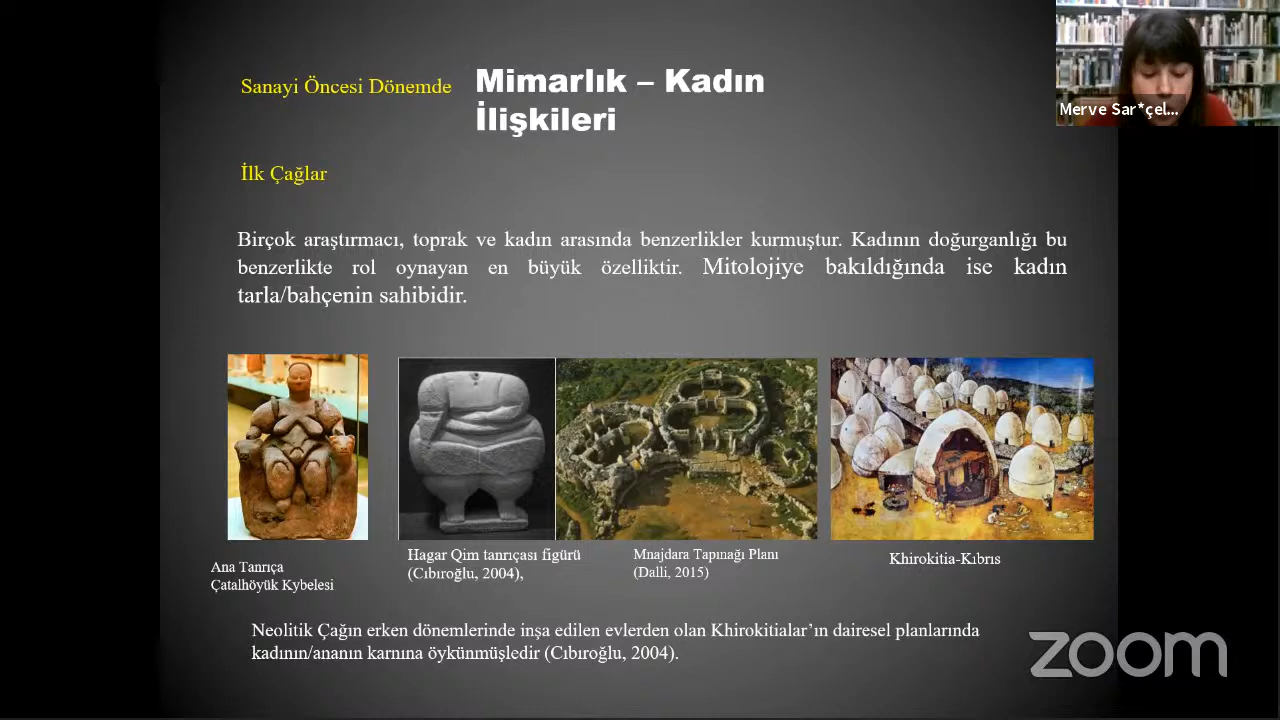 Sanayi Öncesi Dönemde
Mimarlık – Kadın
İlişkileri
Merve Sar*çel...
İlk Çağlar
Birçok araştırmacı, toprak ve kadın arasında benzerlikler kurmuştur. Kadının doğurganlığı bu
benzerlikte rol oynayan en büyük özelliktir. Mitolojiye bakıldığında ise kadın
tarla/bahçenin sahibidir.
Ana Tanrıça
Çatalhöyük Kybelesi
Hagar Qim tanrıçası figürü
(Cıbıroğlu, 2004),
Mnajdara Tapınağı Planı
(Dalli, 2015)
Khirokitia-Kıbrıs
Neolitik Çağın erken dönemlerinde inşa edilen evlerden olan Khirokitialar’ın dairesel planlarında
kadının/ananın karnına öykünmüşledir (Cıbıroğlu, 2004).
zoom